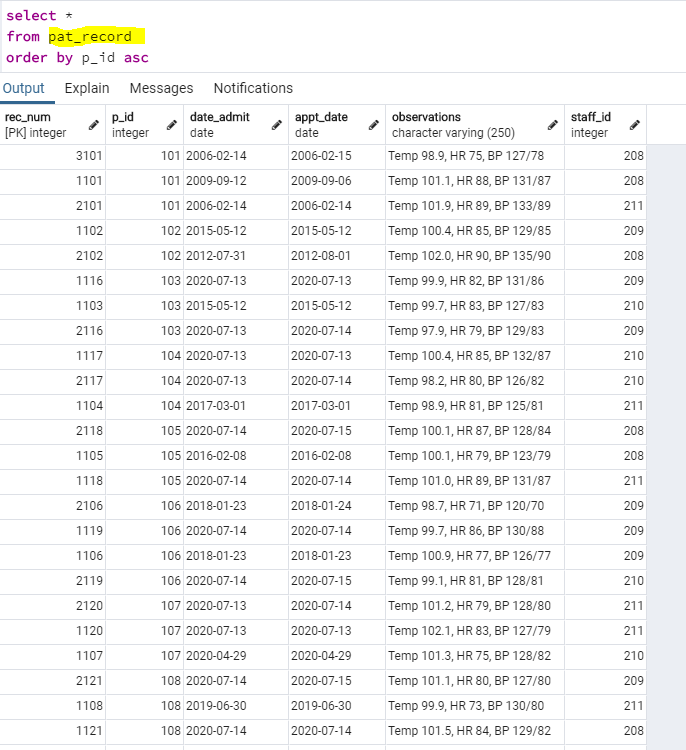 select *
from pat_record
order by p_id asc
Output Explain Messages Notifications
rec_num p_id date_admit appt_date observations staff_id
[PK] integer integer date date character varying (250) integer
3101 101 2006-02-14 2006-02-15 Temp 98.9, HR 75, BP 127/78 208
1101 101 2009-09-12 2009-09-06 Temp 101.1, HR 88, BP 131/87 208
2101 101 2006-02-14 2006-02-14 Temp 101.9, HR 89, BP 133/89 211
1102 102 2015-05-12 2015-05-12 Temp 100.4, HR 85, BP 129/85 209
2102 102 2012-07-31 2012-08-01 Temp 102.0, HR 90, BP 135/90 208
1116 103 2020-07-13 2020-07-13 Temp 99.9, HR 82, BP 131/86 209
1103 103 2015-05-12 2015-05-12 Temp 99.7, HR 83, BP 127/83 210
2116 103 2020-07-13 2020-07-14 Temp 97.9, HR 79, BP 129/83 209
1117 104 2020-07-13 2020-07-13 Temp 100.4, HR 85, BP 132/87 210
2117 104 2020-07-13 2020-07-14 Temp 98.2, HR 80, BP 126/82 210
1104 104 2017-03-01 2017-03-01 Temp 98.9, HR 81, BP 125/81 211
2118 105 2020-07-14 2020-07-15 Temp 100.1, HR 87, BP 128/84 208
1105 105 2016-02-08 2016-02-08 Temp 100.1, HR 79, BP 123/79 208
1118 105 2020-07-14 2020-07-14 Temp 101.0, HR 89, BP 131/87 211
2106 106 2018-01-23 2018-01-24 Temp 98.7, HR 71, BP 120/70 209
1119 106 2020-07-14 2020-07-14 Temp 99.7, HR 86, BP 130/88 209
1106 106 2018-01-23 2018-01-23 Temp 100.9, HR 77, BP 126/77 209
2119 106 2020-07-14 2020-07-15 Temp 99.1, HR 81, BP 128/81 210
2120 107 2020-07-13 2020-07-14 Temp 101.2, HR 79, BP 128/80 211
1120 107 2020-07-13 2020-07-13 Temp 102.1, HR 83, BP 127/79 211
1107 107 2020-04-29 2020-04-29 Temp 101.3, HR 75, BP 128/82 210
2121 108 2020-07-14 2020-07-15 Temp 101.1, HR 80, BP 127/80 209
1108 108 2019-06-30 2019-06-30 Temp 99.9, HR 73, BP 130/80 211
1121 108 2020-07-14 2020-07-14 Temp 101.5, HR 84, BP 129/82 208